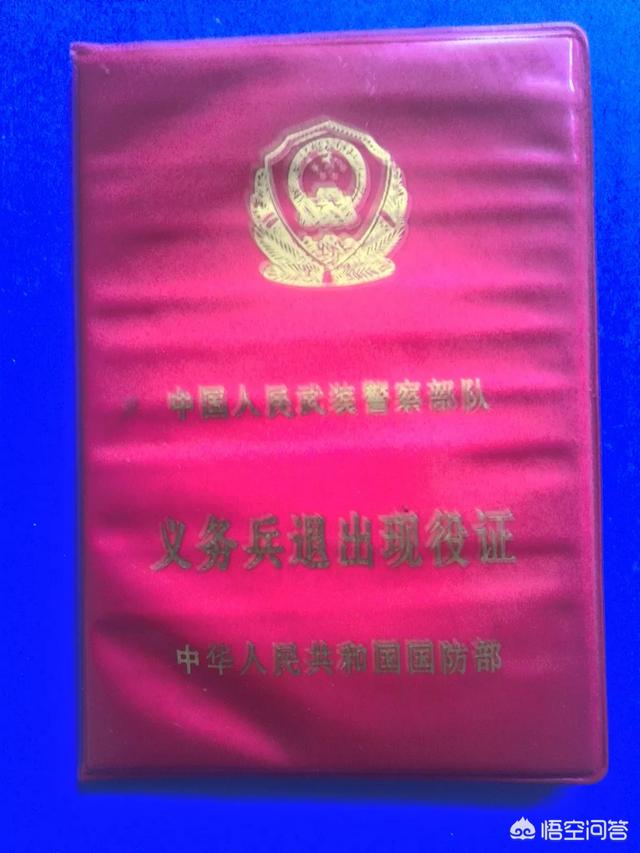 中国人民武装警察部队
义务兵退出现役证
中华人民共和国国防部
悟空问答